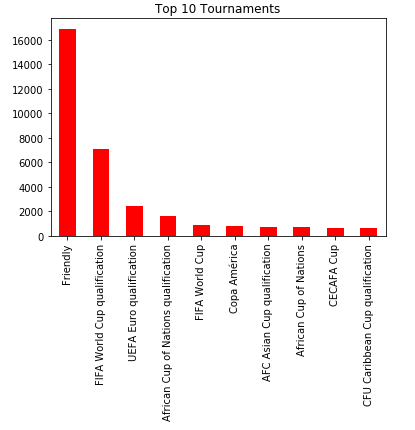 Top 10 Tournaments
16000
14000
12000
10000
8000
6000
4000
2000
0
Friendly
FIFA World Cup qualification
UEFA Euro qualification
African Cup of Nations qualification
FIFA World Cup
Copa América
AFC Asian Cup qualification
African Cup of Nations
CECAFA Cup
CFU Caribbean Cup qualification